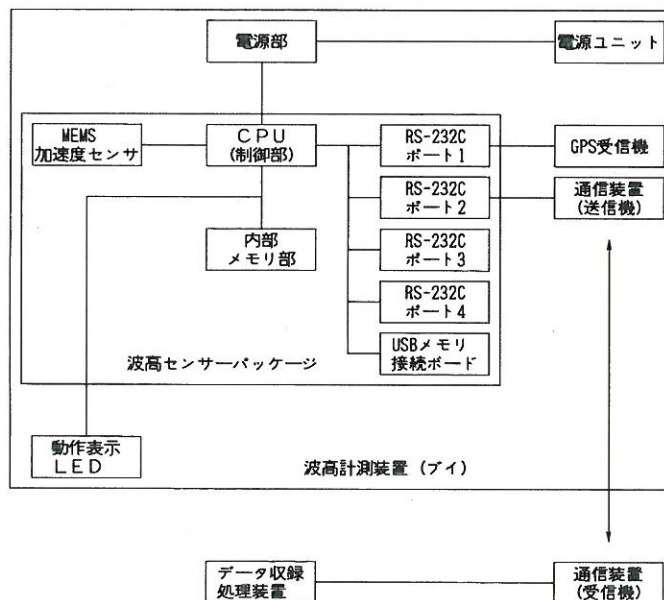 電源部
電源ユニット
MEMS
加速度センサ
CPU
(制御部)
RS-232C
ポート1
GPS受信機
RS-232C
ポート2
通信装置
(送信機)
内部
メモリ部
RS-232C
ポート3
RS-232C
ポート4
USBメモリ
接続ボード
波高センサーパッケージ
動作表示
LED
波高計測装置(ブイ)
データ収録
処理装置
通信装置
(受信機)